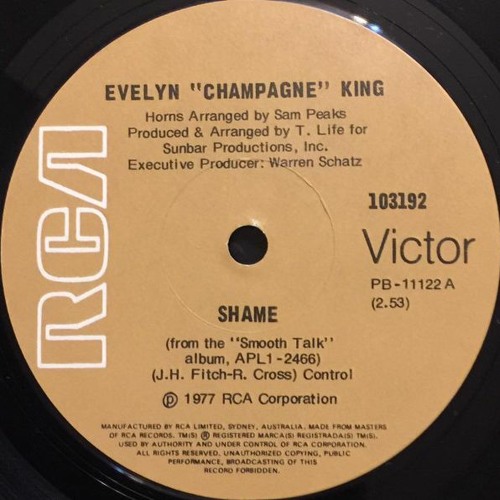 EVELYN "CHAMPAGNE" KING
Horns Arranged by Sam Peaks
Produced & Arranged by T. Life for
Sunbar Productions, Inc.
Executive Producer: Warren Schatz
RCA
103192
Victor
PB-11122 A
(2.53)
SHAME
(from the "Smooth Talk"
album, APL1-2466)
(J.H. Fitch-R. Cross) Control
℗ 1977 RCA Corporation
MANUFACTURED BY RCA LIMITED, SYDNEY, AUSTRALIA. MADE FROM MASTERS
OF RCA RECORDS. TM(S) ® REGISTERED MARCA(S) REGISTRADA(S) TM(S).
USED BY AUTHORITY AND UNDER CONTROL OF RCA CORPORATION.
ALL RIGHTS RESERVED. UNAUTHORIZED COPYING, PUBLIC
PERFORMANCE, BROADCASTING OF THIS
RECORD FORBIDDEN.